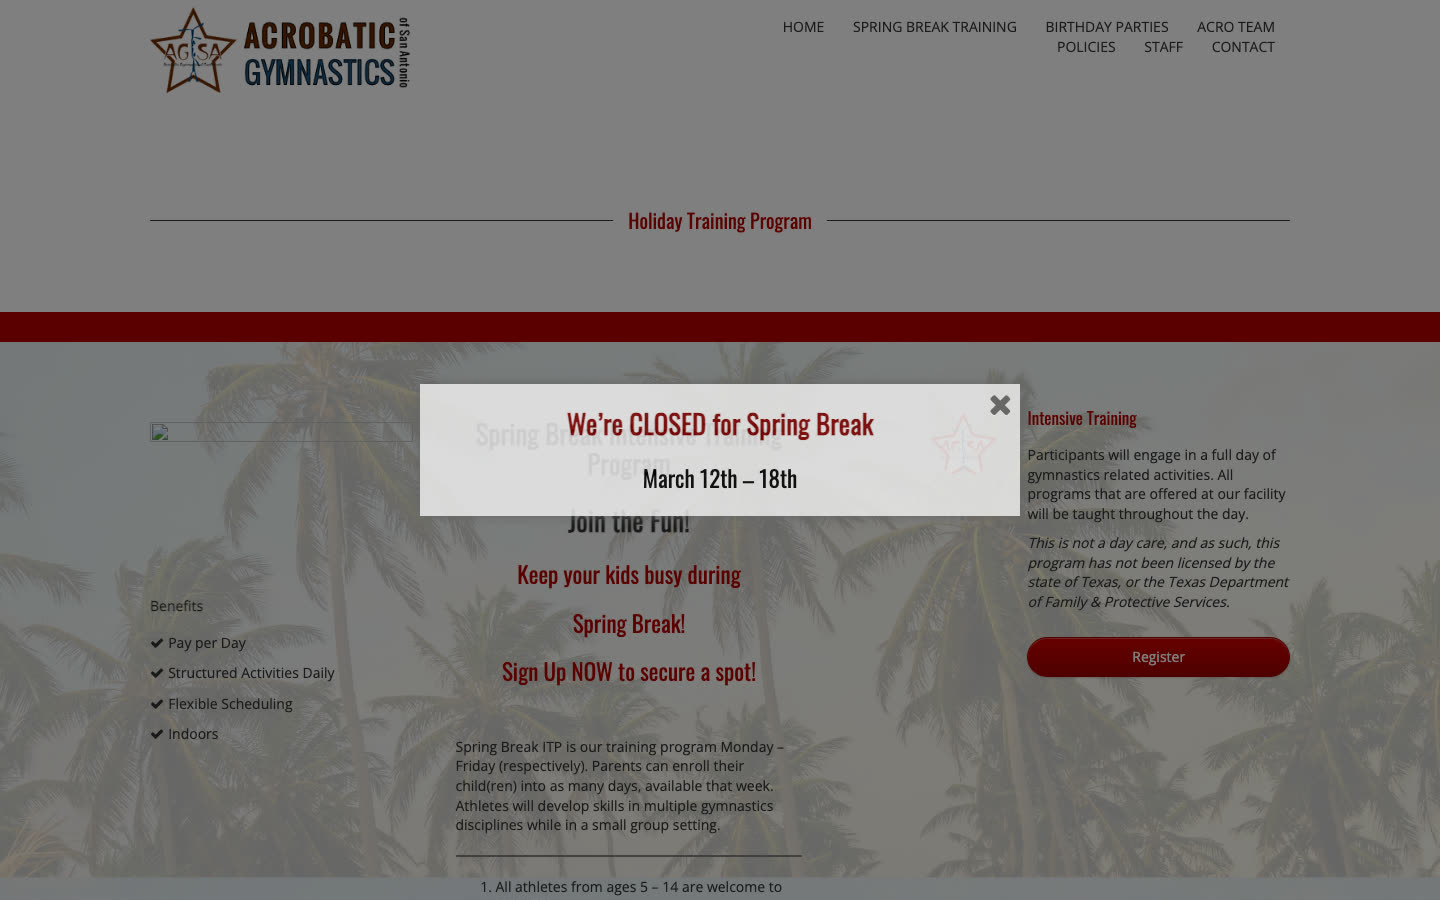 AGSA
ACROBATIC
GYMNASTICS
of San Antonio
HOME
SPRING BREAK TRAINING
BIRTHDAY PARTIES
ACRO TEAM
POLICIES
STAFF
CONTACT
Holiday Training Program
We’re CLOSED for Spring Break
March 12th – 18th
Benefits
Pay per Day
Structured Activities Daily
Flexible Scheduling
Indoors
Spring Break Intensive Training
Program
Join the Fun!
Keep your kids busy during
Spring Break!
Sign Up NOW to secure a spot!
Spring Break ITP is our training program Monday –
Friday (respectively). Parents can enroll their
child(ren) into as many days, available that week.
Athletes will develop skills in multiple gymnastics
disciplines while in a small group setting.
1. All athletes from ages 5 – 14 are welcome to
Intensive Training
Participants will engage in a full day of
gymnastics related activities. All
programs that are offered at our facility
will be taught throughout the day.
This is not a day care, and as such, this
program has not been licensed by the
state of Texas, or the Texas Department
of Family & Protective Services.
Register